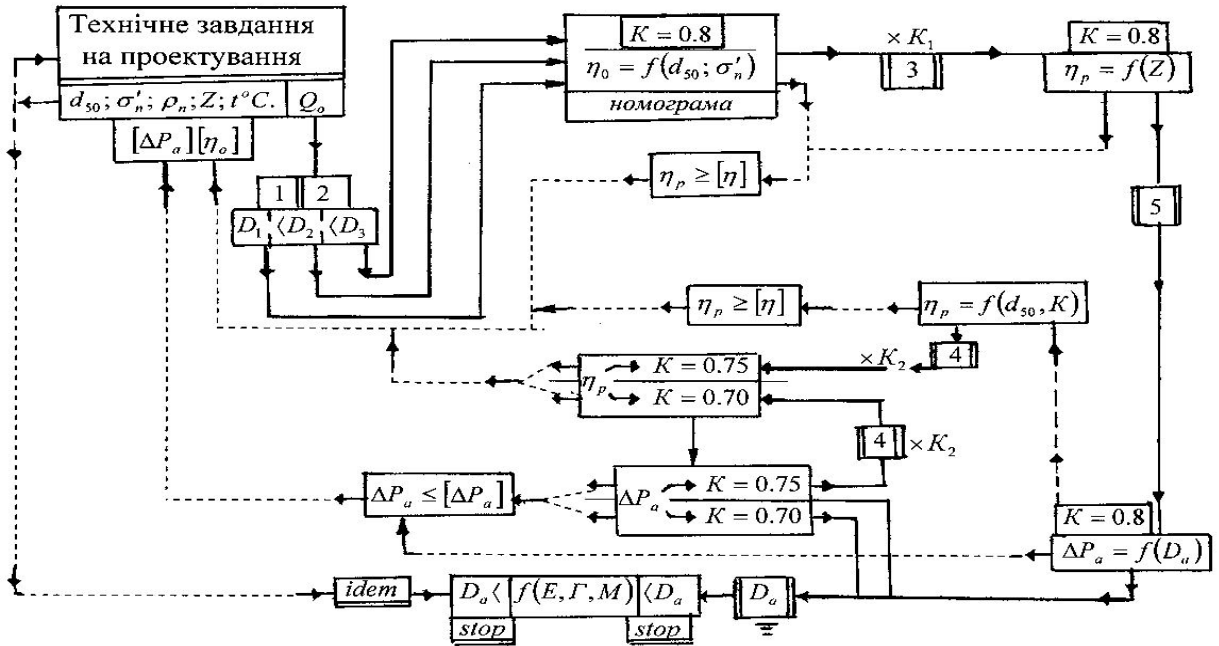 Технічне завдання
на проектування
d₅₀; σ′ₙ; ρₙ; Z; t°C. Qₒ
[ΔPₐ][ηₒ]
1 2
D₁ ⟨D₂ ⟨D₃
K = 0.8
η₀ = f(d₅₀; σ′ₙ)
номограма
× K₁
3
K = 0.8
ηₚ = f(Z)
ηₚ ≥ [η]
5
ηₚ ≥ [η]
ηₚ = f(d₅₀, K)
4
× K₂
ηₚ
K = 0.75
K = 0.70
4 × K₂
ΔPₐ ≤ [ΔPₐ]
ΔPₐ
K = 0.75
K = 0.70
K = 0.8
ΔPₐ = f(Dₐ)
idem
Dₐ⟨ f(E, Г, M) ⟨Dₐ
Dₐ
stop stop